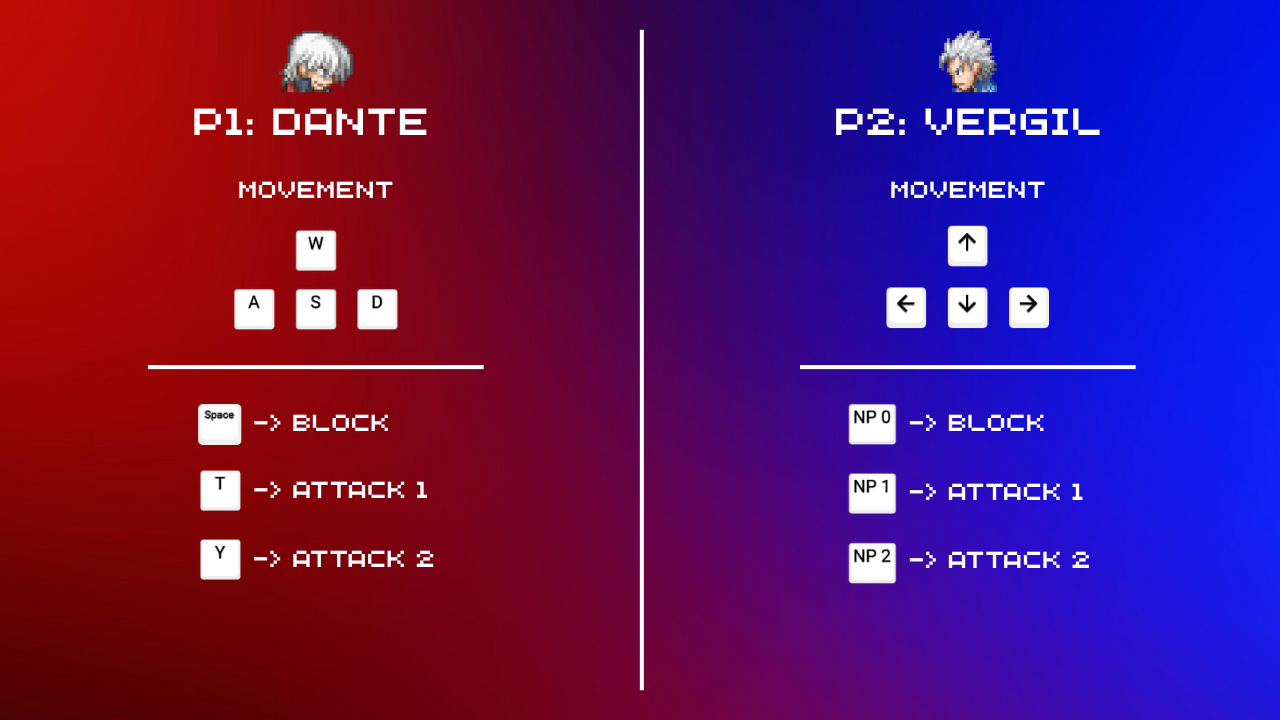 P1: DANTE
MOVEMENT
W
A S D
Space -> BLOCK
T -> ATTACK 1
Y -> ATTACK 2
P2: VERGIL
MOVEMENT
↑
← ↓ →
NP 0 -> BLOCK
NP 1 -> ATTACK 1
NP 2 -> ATTACK 2